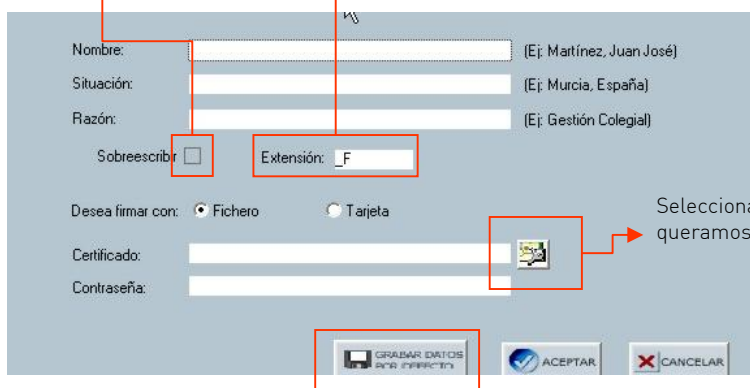 Nombre: (Ej: Martínez, Juan José)
Situación: (Ej: Murcia, España)
Razón: (Ej: Gestión Colegial)
Sobreescribir Extensión: _F
Desea firmar con: Fichero Tarjeta
Selecciona
queramos
Certificado:
Contraseña:
GRABAR DATOS
POR DEFECTO
ACEPTAR
CANCELAR